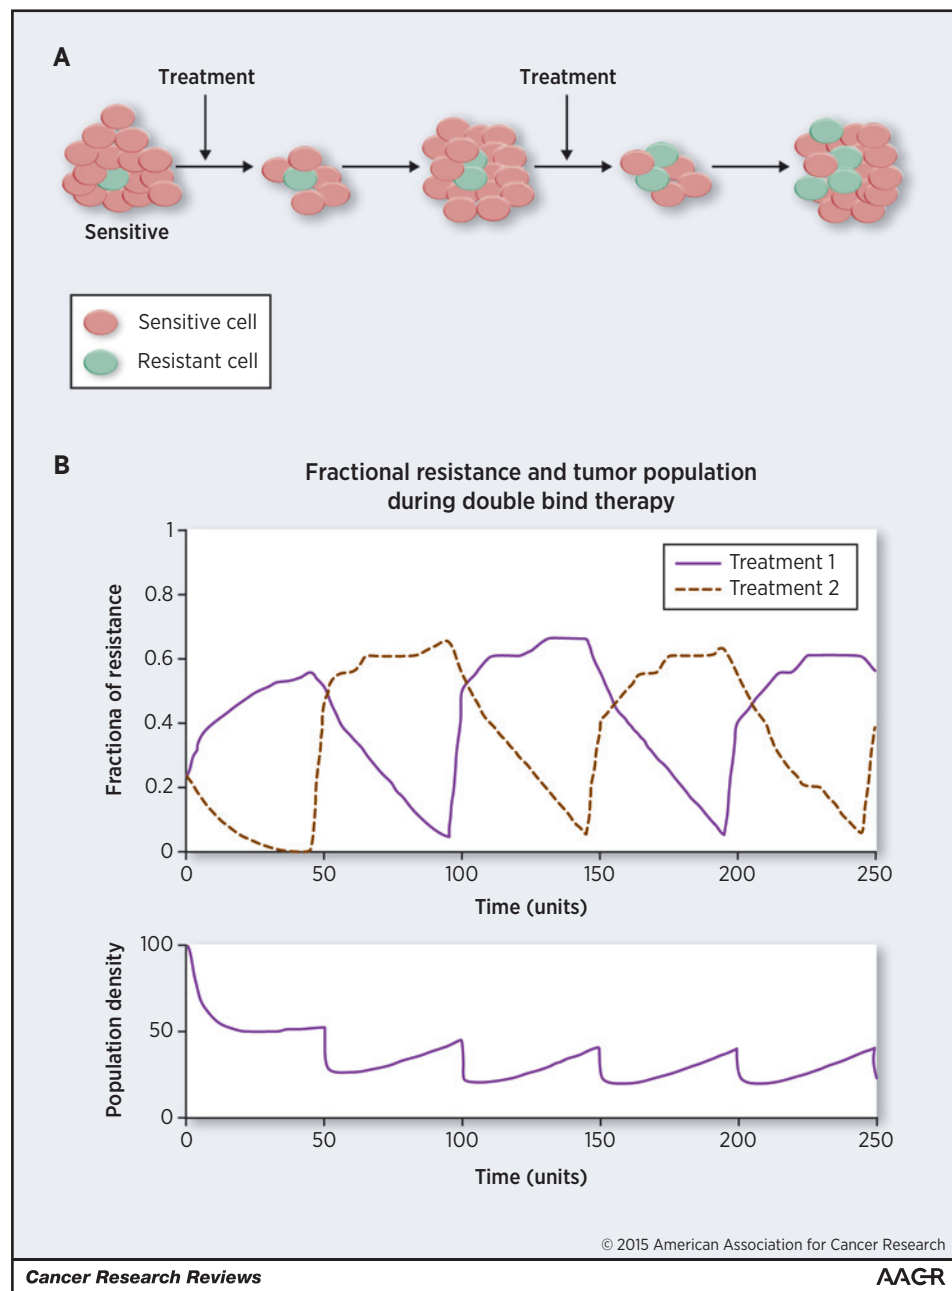 A
Treatment
Treatment
Sensitive
Sensitive cell
Resistant cell
B
Fractional resistance and tumor population
during double bind therapy
Fractiona of resistance
1
0.8
0.6
0.4
0.2
0
Treatment 1
Treatment 2
0 50 100 150 200 250
Time (units)
Population density
100
50
0
0 50 100 150 200 250
Time (units)
© 2015 American Association for Cancer Research
Cancer Research Reviews
AACR